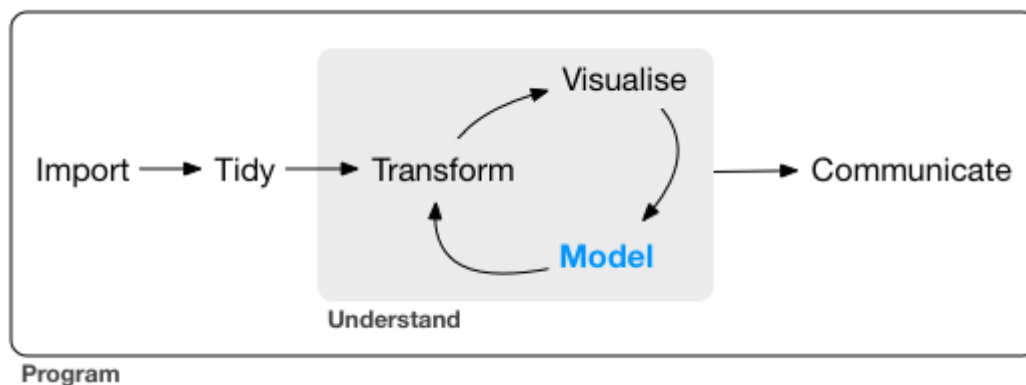 Visualise
Import
Tidy
Transform
Communicate
Model
Understand
Program